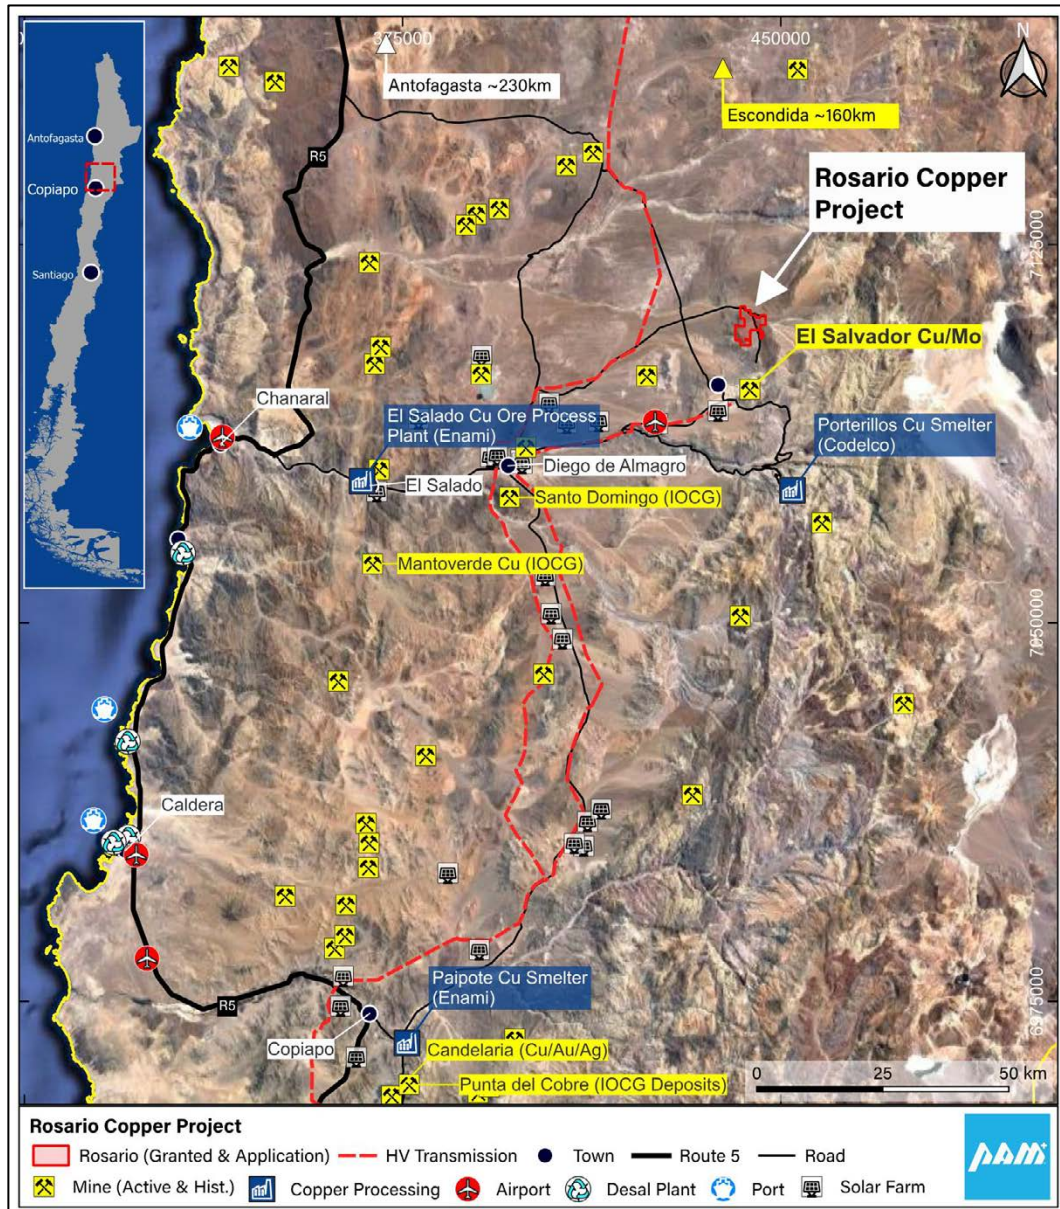 375000
450000
Antofagasta ~230km
Escondida ~160km
N
Antofagasta
Copiapo
Santiago
R5
Rosario Copper
Project
7125000
El Salvador Cu/Mo
Chanaral
El Salado Cu Ore Process
Plant (Enami)
Porterillos Cu Smelter
(Codelco)
Diego de Almagro
El Salado
Santo Domingo (IOCG)
Mantoverde Cu (IOCG)
7050000
Caldera
Paipote Cu Smelter
(Enami)
R5
6975000
Copiapo
Candelaria (Cu/Au/Ag)
Punta del Cobre (IOCG Deposits)
0 25 50 km
Rosario Copper Project
Rosario (Granted & Application) HV Transmission Town Route 5 Road
Mine (Active & Hist.) Copper Processing Airport Desal Plant Port Solar Farm
PAM+